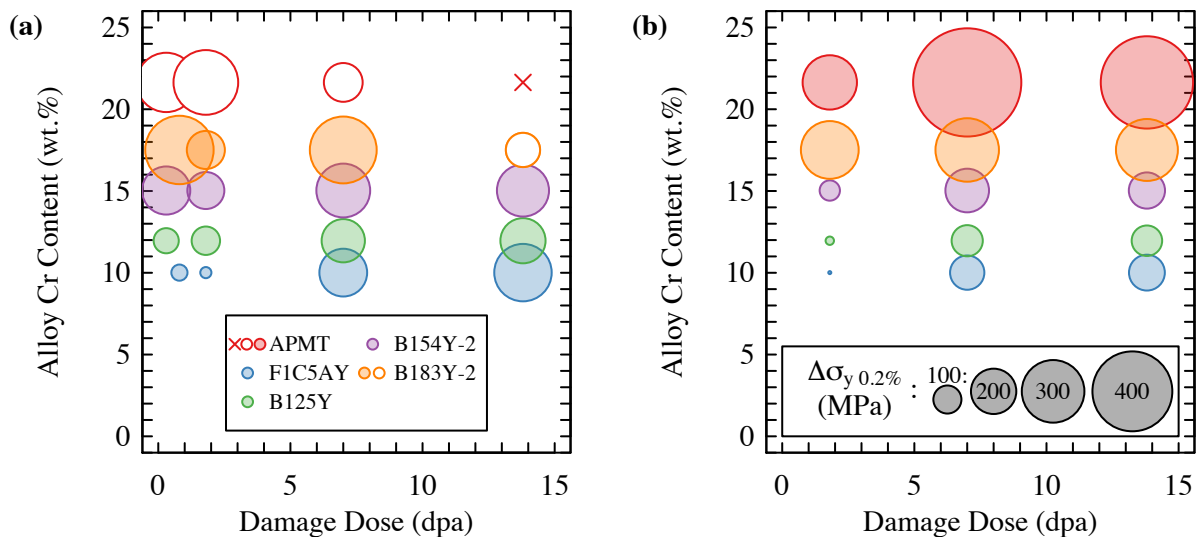 (a)
Alloy Cr Content (wt.%)
25
20
15
10
5
0
APMT
F1C5AY
B125Y
B154Y-2
B183Y-2
0 5 10 15
Damage Dose (dpa)
(b)
Alloy Cr Content (wt.%)
25
20
15
10
5
0
Δσy 0.2% (MPa) :
100: 200 300 400
0 5 10 15
Damage Dose (dpa)